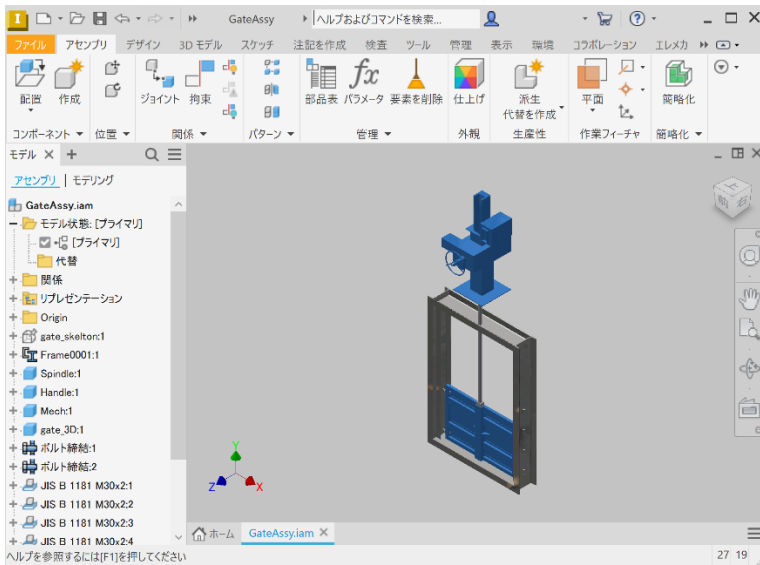 GateAssy
ヘルプおよびコマンドを検索...
ファイル アセンブリ デザイン 3D モデル スケッチ 注記を作成 検査 ツール 管理 表示 環境 コラボレーション エレメカ
配置 作成 ジョイント 拘束 部品表 パラメータ 要素を削除 仕上げ 派生 代替を作成 平面 簡略化
コンポーネント 位置 関係 パターン 管理 外観 生産性 作業フィーチャ 簡略化
モデル
アセンブリ モデリング
GateAssy.iam
モデル状態: [プライマリ]
[プライマリ]
代替
関係
リプレゼンテーション
Origin
gate_skelton:1
Frame0001:1
Spindle:1
Handle:1
Mech:1
gate_3D:1
ボルト締結:1
ボルト締結:2
JIS B 1181 M30x2:1
JIS B 1181 M30x2:2
JIS B 1181 M30x2:3
JIS B 1181 M30x2:4
上
前 右
Y
Z X
ホーム GateAssy.iam
ヘルプを参照するには[F1]を押してください
27 19